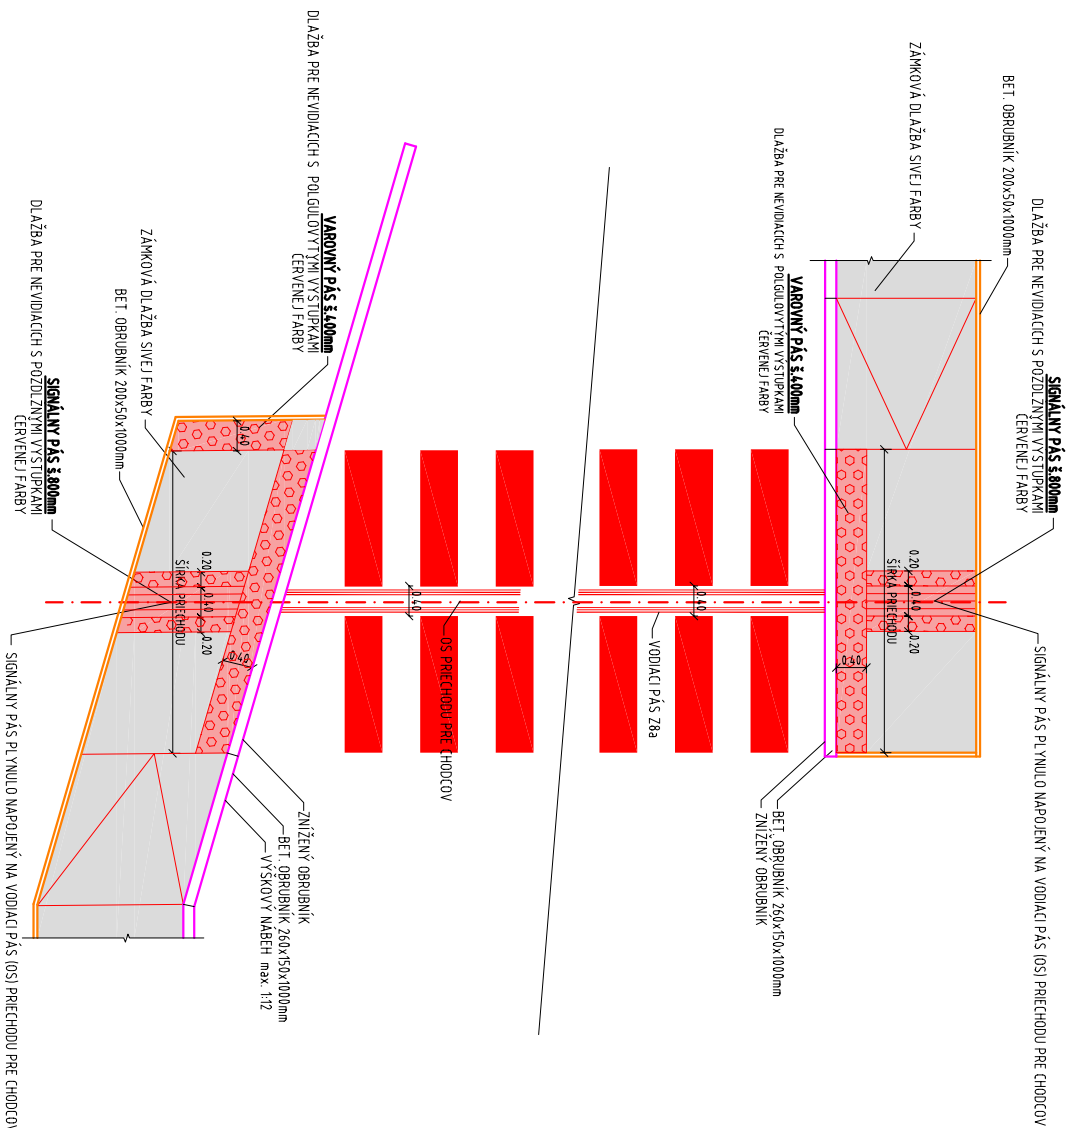 BET. OBRUBNÍK 200x50x1000mm
SIGNÁLNY PÁS š.800mm
DLAŽBA PRE NEVIDIACICH S POZDLŽNYMI VÝSTUPKAMI
ČERVENEJ FARBY
SIGNÁLNY PÁS PLYNULO NAPOJENÝ NA VODIACI PÁS (OS) PRIECHODU PRE CHODCOV
ZÁMKOVÁ DLAŽBA SIVEJ FARBY
VAROVNÝ PÁS š.400mm
DLAŽBA PRE NEVIDIACICH S POLGULOVÝTÝMI VÝSTUPKAMI
ČERVENEJ FARBY
0.20
0.40
0.20
ŠÍRKA PRIECHODU
0.40
BET. OBRUBNÍK 260x150x1000mm
ZNÍŽENÝ OBRUBNÍK
0.40
VODIACI PÁS Z8a
OS PRIECHODU PRE CHODCOV
0.40
VAROVNÝ PÁS š.400mm
DLAŽBA PRE NEVIDIACICH S POLGULOVÝTÝMI VÝSTUPKAMI
ČERVENEJ FARBY
0.40
0.20
0.40
0.20
ŠÍRKA PRIECHODU
0.40
ZNÍŽENÝ OBRUBNÍK
BET. OBRUBNÍK 260x150x1000mm
VÝŠKOVÝ NÁBEH max. 1:12
ZÁMKOVÁ DLAŽBA SIVEJ FARBY
BET. OBRUBNÍK 200x50x1000mm
SIGNÁLNY PÁS š.800mm
DLAŽBA PRE NEVIDIACICH S POZDLŽNYMI VÝSTUPKAMI
ČERVENEJ FARBY
SIGNÁLNY PÁS PLYNULO NAPOJENÝ NA VODIACI PÁS (OS) PRIECHODU PRE CHODCOV